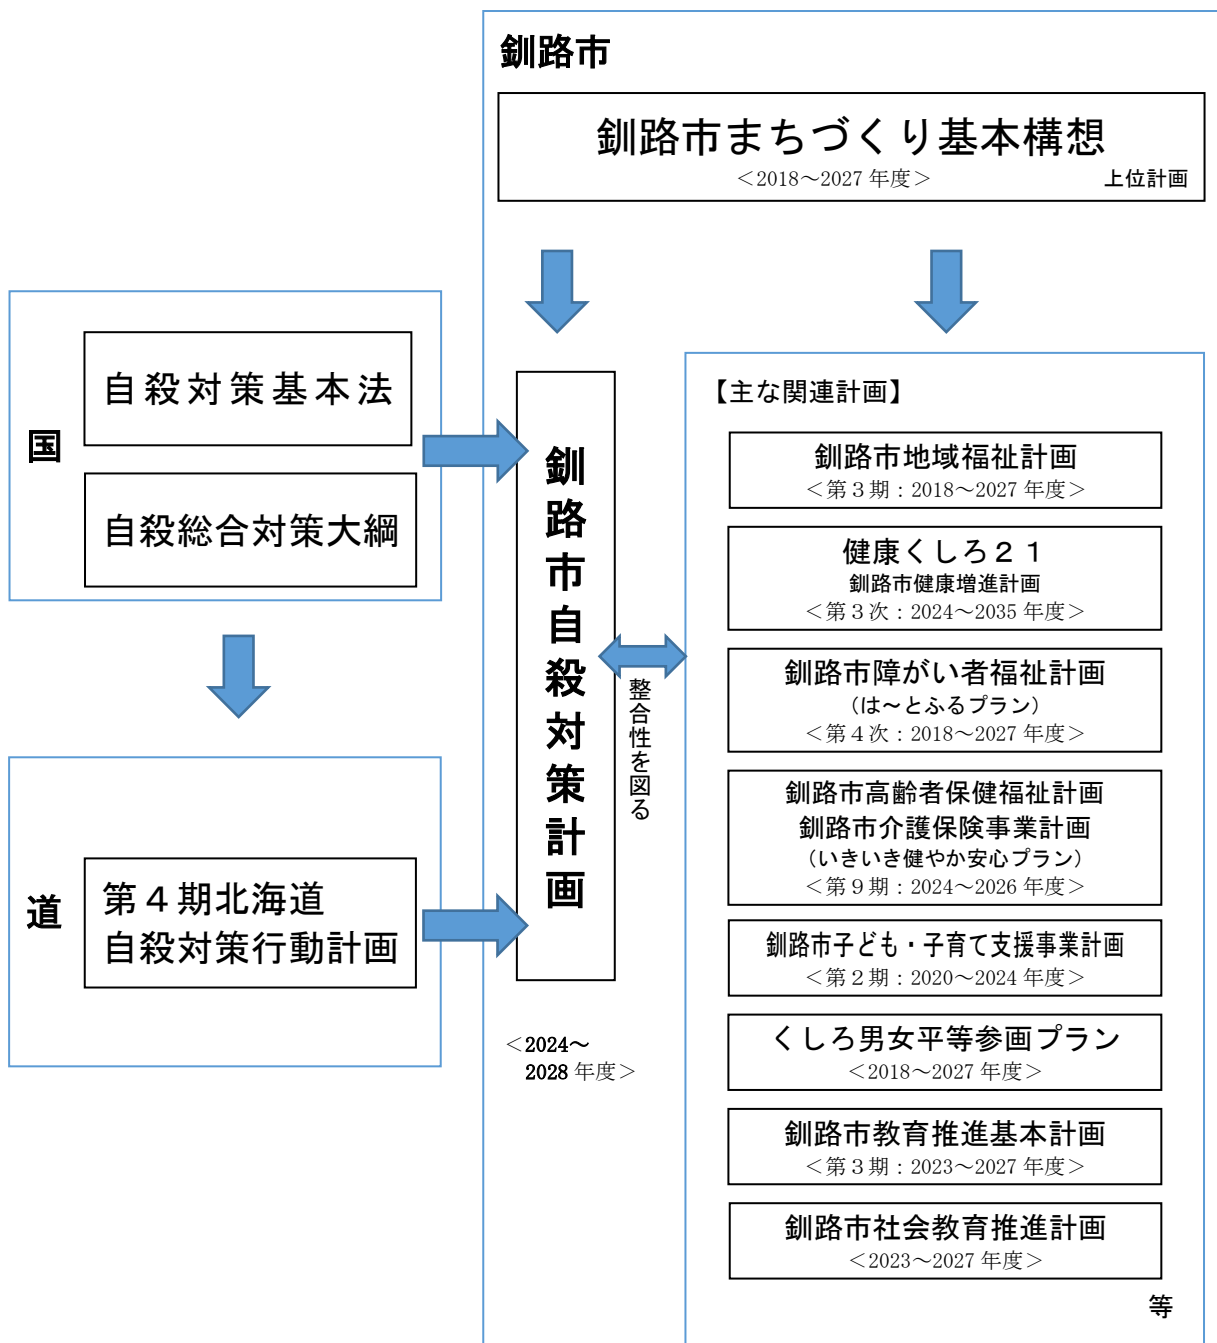 釧路市
釧路市まちづくり基本構想
＜2018～2027 年度＞
上位計画
国
自殺対策基本法
自殺総合対策大綱
道
第４期北海道
自殺対策行動計画
釧路市自殺対策計画
＜2024～
2028 年度＞
整合性を図る
【主な関連計画】
釧路市地域福祉計画
＜第３期：2018～2027 年度＞
健康くしろ２１
釧路市健康増進計画
＜第３次：2024～2035 年度＞
釧路市障がい者福祉計画
（は～とふるプラン）
＜第４次：2018～2027 年度＞
釧路市高齢者保健福祉計画
釧路市介護保険事業計画
（いきいき健やか安心プラン）
＜第９期：2024～2026 年度＞
釧路市子ども・子育て支援事業計画
＜第２期：2020～2024 年度＞
くしろ男女平等参画プラン
＜2018～2027 年度＞
釧路市教育推進基本計画
＜第３期：2023～2027 年度＞
釧路市社会教育推進計画
＜2023～2027 年度＞
等